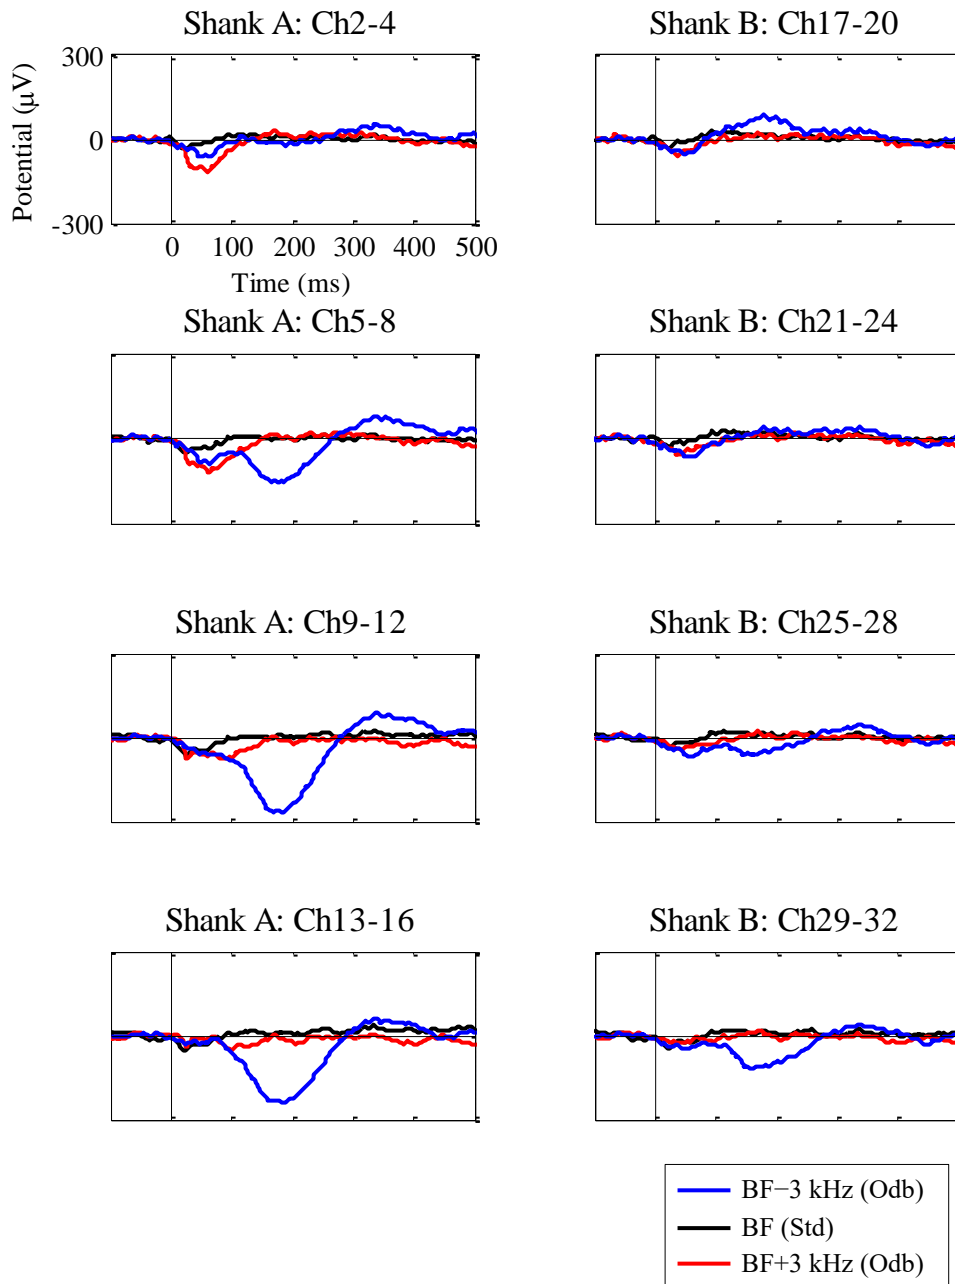 Shank A: Ch2-4
Shank B: Ch17-20
Potential (μV)
300
0
-300
0 100 200 300 400 500
Time (ms)
Shank A: Ch5-8
Shank B: Ch21-24
Shank A: Ch9-12
Shank B: Ch25-28
Shank A: Ch13-16
Shank B: Ch29-32
BF−3 kHz (Odb)
BF (Std)
BF+3 kHz (Odb)